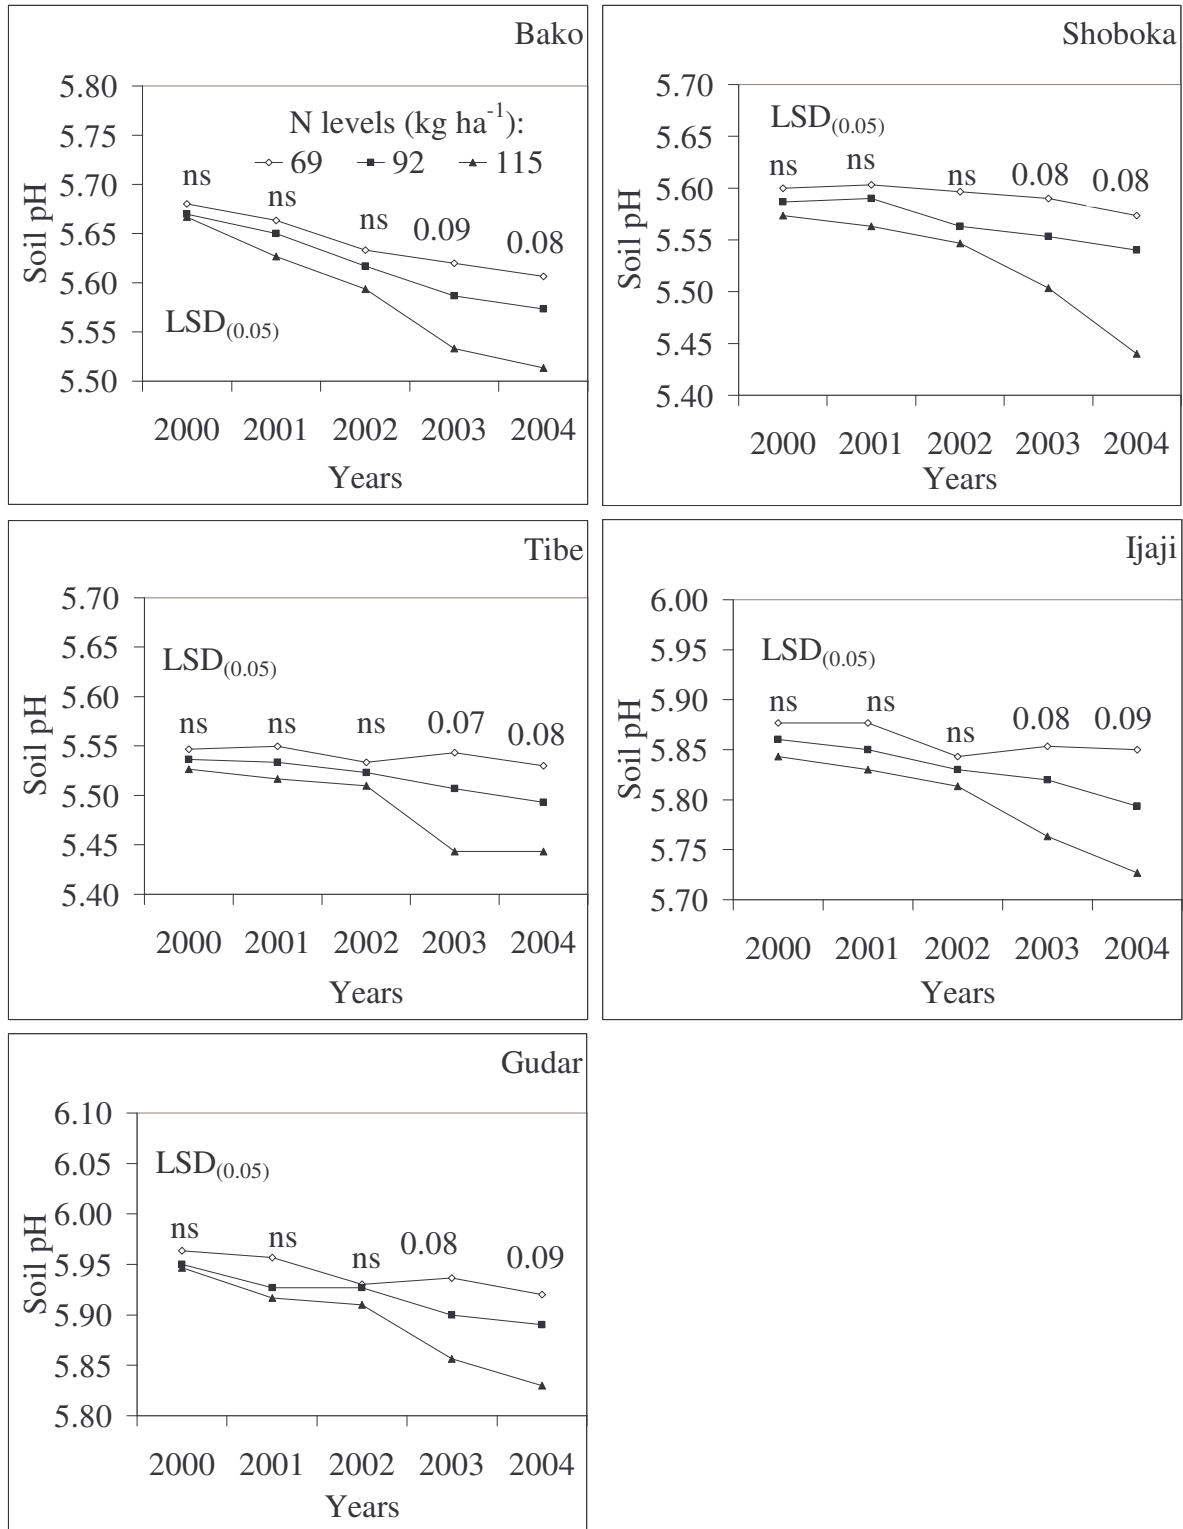 Bako
5.80
5.75
5.70
5.65
5.60
5.55
5.50
Soil pH
N levels (kg ha⁻¹):
69 92 115
ns ns ns 0.09 0.08
LSD(0.05)
2000 2001 2002 2003 2004
Years
Shoboka
5.70
5.65
5.60
5.55
5.50
5.45
5.40
Soil pH
LSD(0.05)
ns ns ns 0.08 0.08
2000 2001 2002 2003 2004
Years
Tibe
5.70
5.65
5.60
5.55
5.50
5.45
5.40
Soil pH
LSD(0.05)
ns ns ns 0.07 0.08
2000 2001 2002 2003 2004
Years
Ijaji
6.00
5.95
5.90
5.85
5.80
5.75
5.70
Soil pH
LSD(0.05)
ns ns ns 0.08 0.09
2000 2001 2002 2003 2004
Years
Gudar
6.10
6.05
6.00
5.95
5.90
5.85
5.80
Soil pH
LSD(0.05)
ns ns ns 0.08 0.09
2000 2001 2002 2003 2004
Years